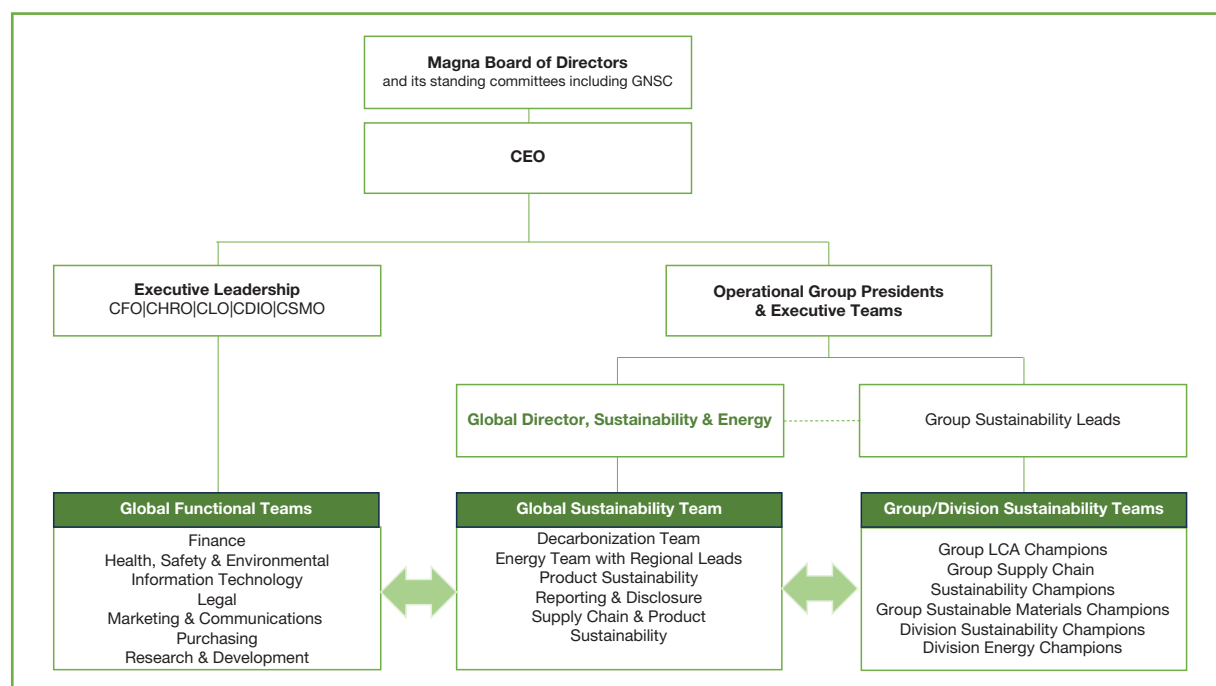 Magna Board of Directors
and its standing committees including GNSC
CEO
Executive Leadership
CFO|CHRO|CLO|CDIO|CSMO
Operational Group Presidents
& Executive Teams
Global Director, Sustainability & Energy
Group Sustainability Leads
Global Functional Teams
Finance
Health, Safety & Environmental
Information Technology
Legal
Marketing & Communications
Purchasing
Research & Development
Global Sustainability Team
Decarbonization Team
Energy Team with Regional Leads
Product Sustainability
Reporting & Disclosure
Supply Chain & Product
Sustainability
Group/Division Sustainability Teams
Group LCA Champions
Group Supply Chain
Sustainability Champions
Group Sustainable Materials Champions
Division Sustainability Champions
Division Energy Champions